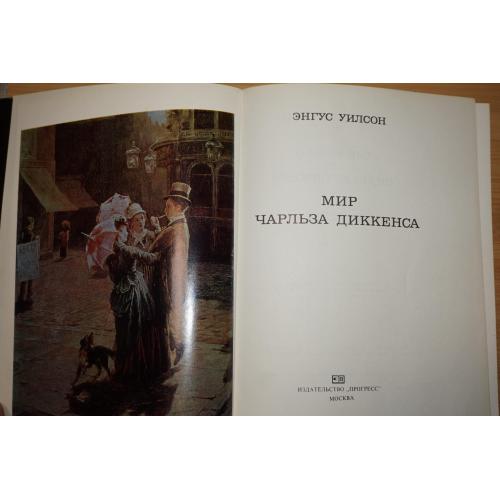 ЭНГУС УИЛСОН
МИР
ЧАРЛЬЗА ДИККЕНСА
ИЗДАТЕЛЬСТВО „ПРОГРЕСС"
МОСКВА